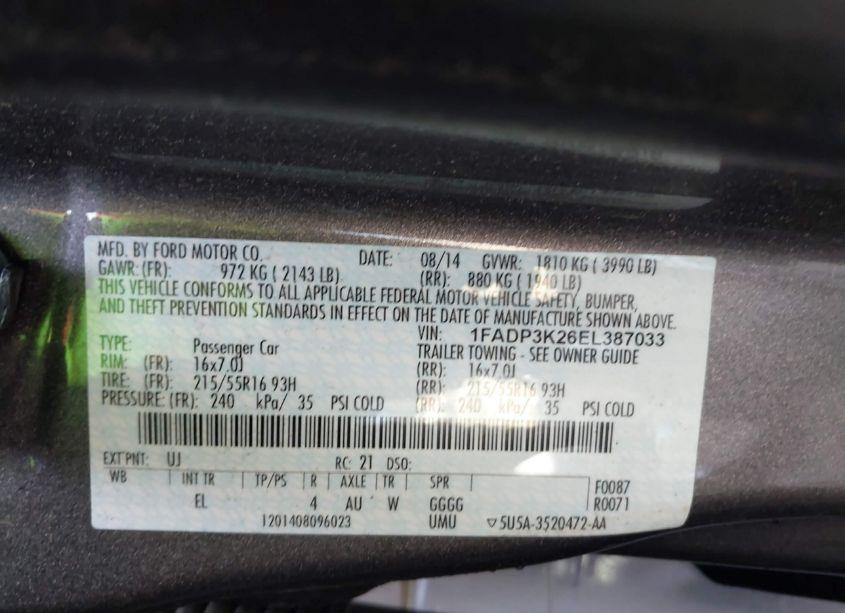 MFD. BY FORD MOTOR CO. DATE: 08/14 GVWR: 1810 KG ( 3990 LB)
GAWR:(FR): 972 KG ( 2143 LB) (RR): 880 KG ( 1940 LB)
THIS VEHICLE CONFORMS TO ALL APPLICABLE FEDERAL MOTOR VEHICLE SAFETY, BUMPER,
AND THEFT PREVENTION STANDARDS IN EFFECT ON THE DATE OF MANUFACTURE SHOWN ABOVE.
VIN: 1FADP3K26EL387033
TYPE: Passenger Car TRAILER TOWING - SEE OWNER GUIDE
RIM: (FR): 16x7.0J (RR): 16x7.0J
TIRE: (FR): 215/55R16 93H (RR): 215/55R16 93H
PRESSURE: (FR): 240 kPa/ 35 PSI COLD (RR): 240 kPa/ 35 PSI COLD
EXT PNT: UJ RC: 21 DSO:
WB INT TR TP/PS R AXLE TR SPR F0087
EL 4 AU W GGGG R0071
1201408096023 UMU ▽5U5A-3520472-AA